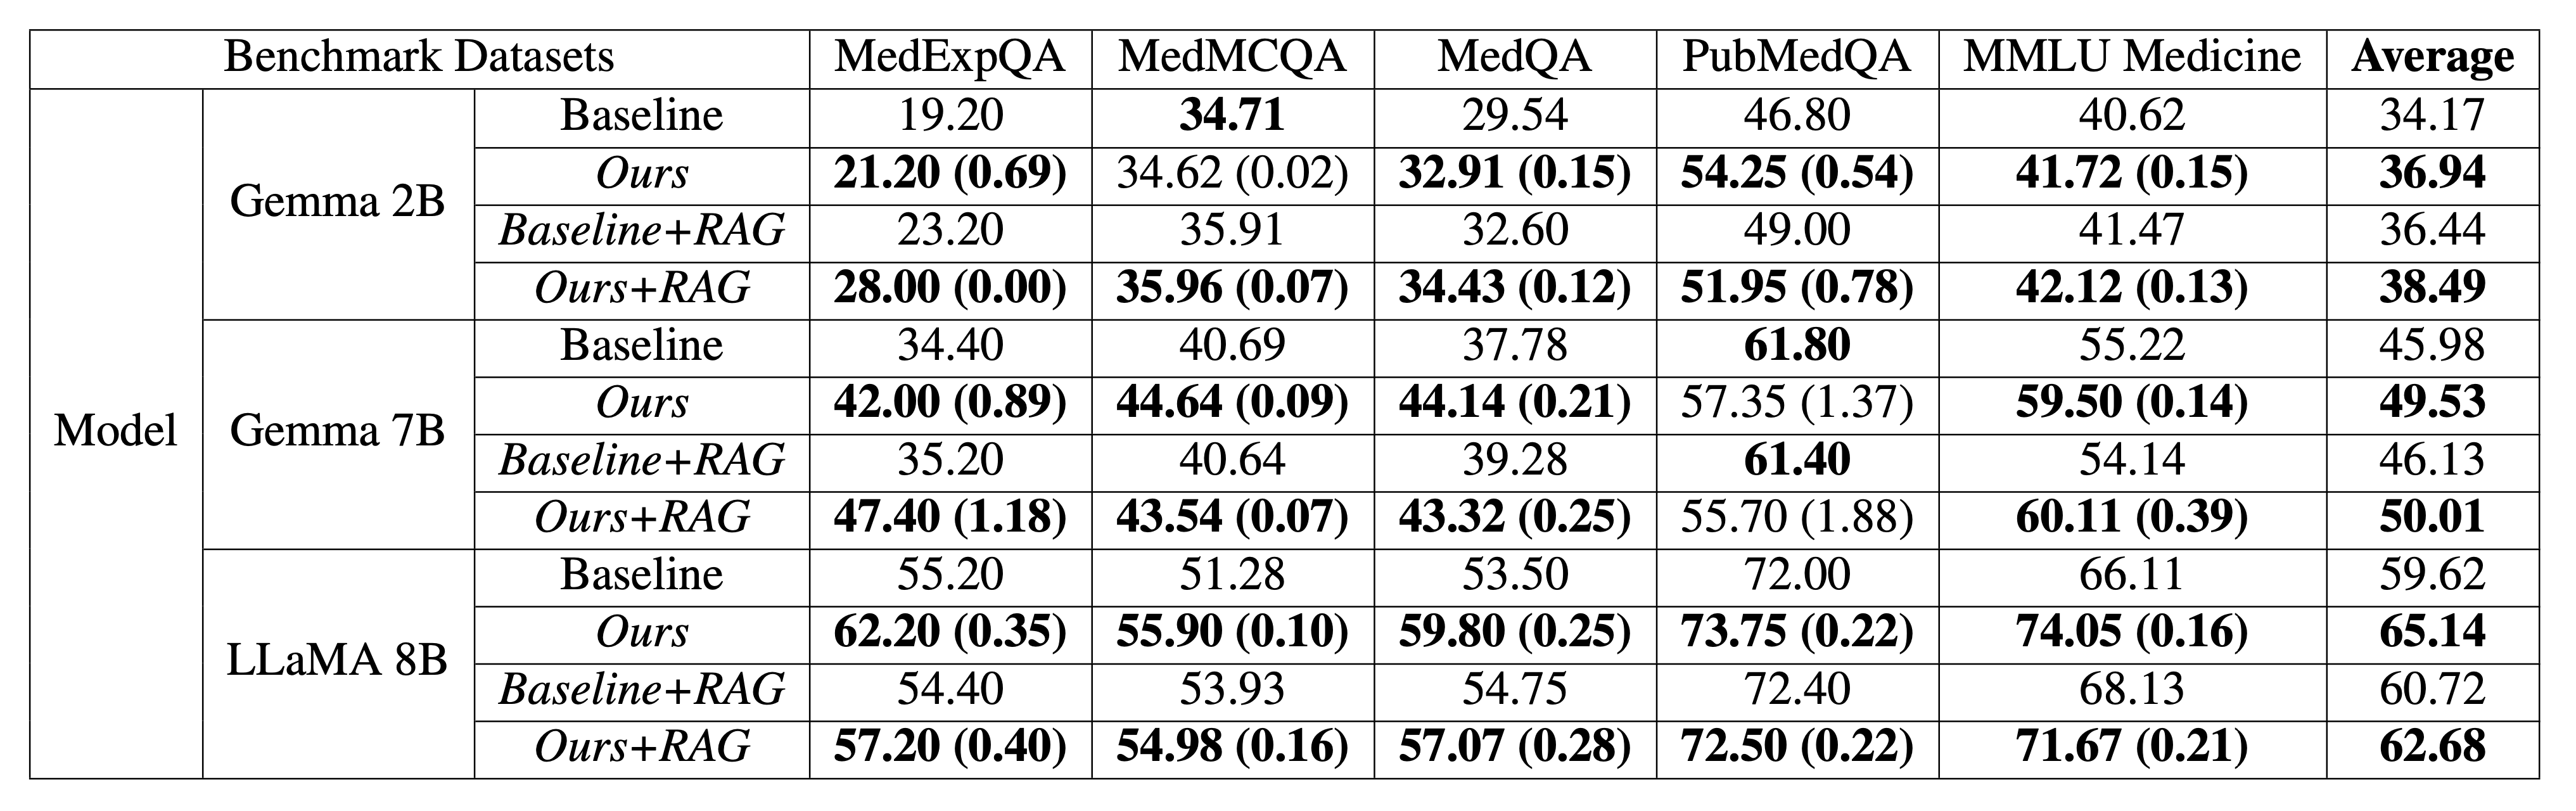 Benchmark Datasets MedExpQA MedMCQA MedQA PubMedQA MMLU Medicine Average
Model
Gemma 2B
Baseline 19.20 34.71 29.54 46.80 40.62 34.17
Ours 21.20 (0.69) 34.62 (0.02) 32.91 (0.15) 54.25 (0.54) 41.72 (0.15) 36.94
Baseline+RAG 23.20 35.91 32.60 49.00 41.47 36.44
Ours+RAG 28.00 (0.00) 35.96 (0.07) 34.43 (0.12) 51.95 (0.78) 42.12 (0.13) 38.49
Gemma 7B
Baseline 34.40 40.69 37.78 61.80 55.22 45.98
Ours 42.00 (0.89) 44.64 (0.09) 44.14 (0.21) 57.35 (1.37) 59.50 (0.14) 49.53
Baseline+RAG 35.20 40.64 39.28 61.40 54.14 46.13
Ours+RAG 47.40 (1.18) 43.54 (0.07) 43.32 (0.25) 55.70 (1.88) 60.11 (0.39) 50.01
LLaMA 8B
Baseline 55.20 51.28 53.50 72.00 66.11 59.62
Ours 62.20 (0.35) 55.90 (0.10) 59.80 (0.25) 73.75 (0.22) 74.05 (0.16) 65.14
Baseline+RAG 54.40 53.93 54.75 72.40 68.13 60.72
Ours+RAG 57.20 (0.40) 54.98 (0.16) 57.07 (0.28) 72.50 (0.22) 71.67 (0.21) 62.68